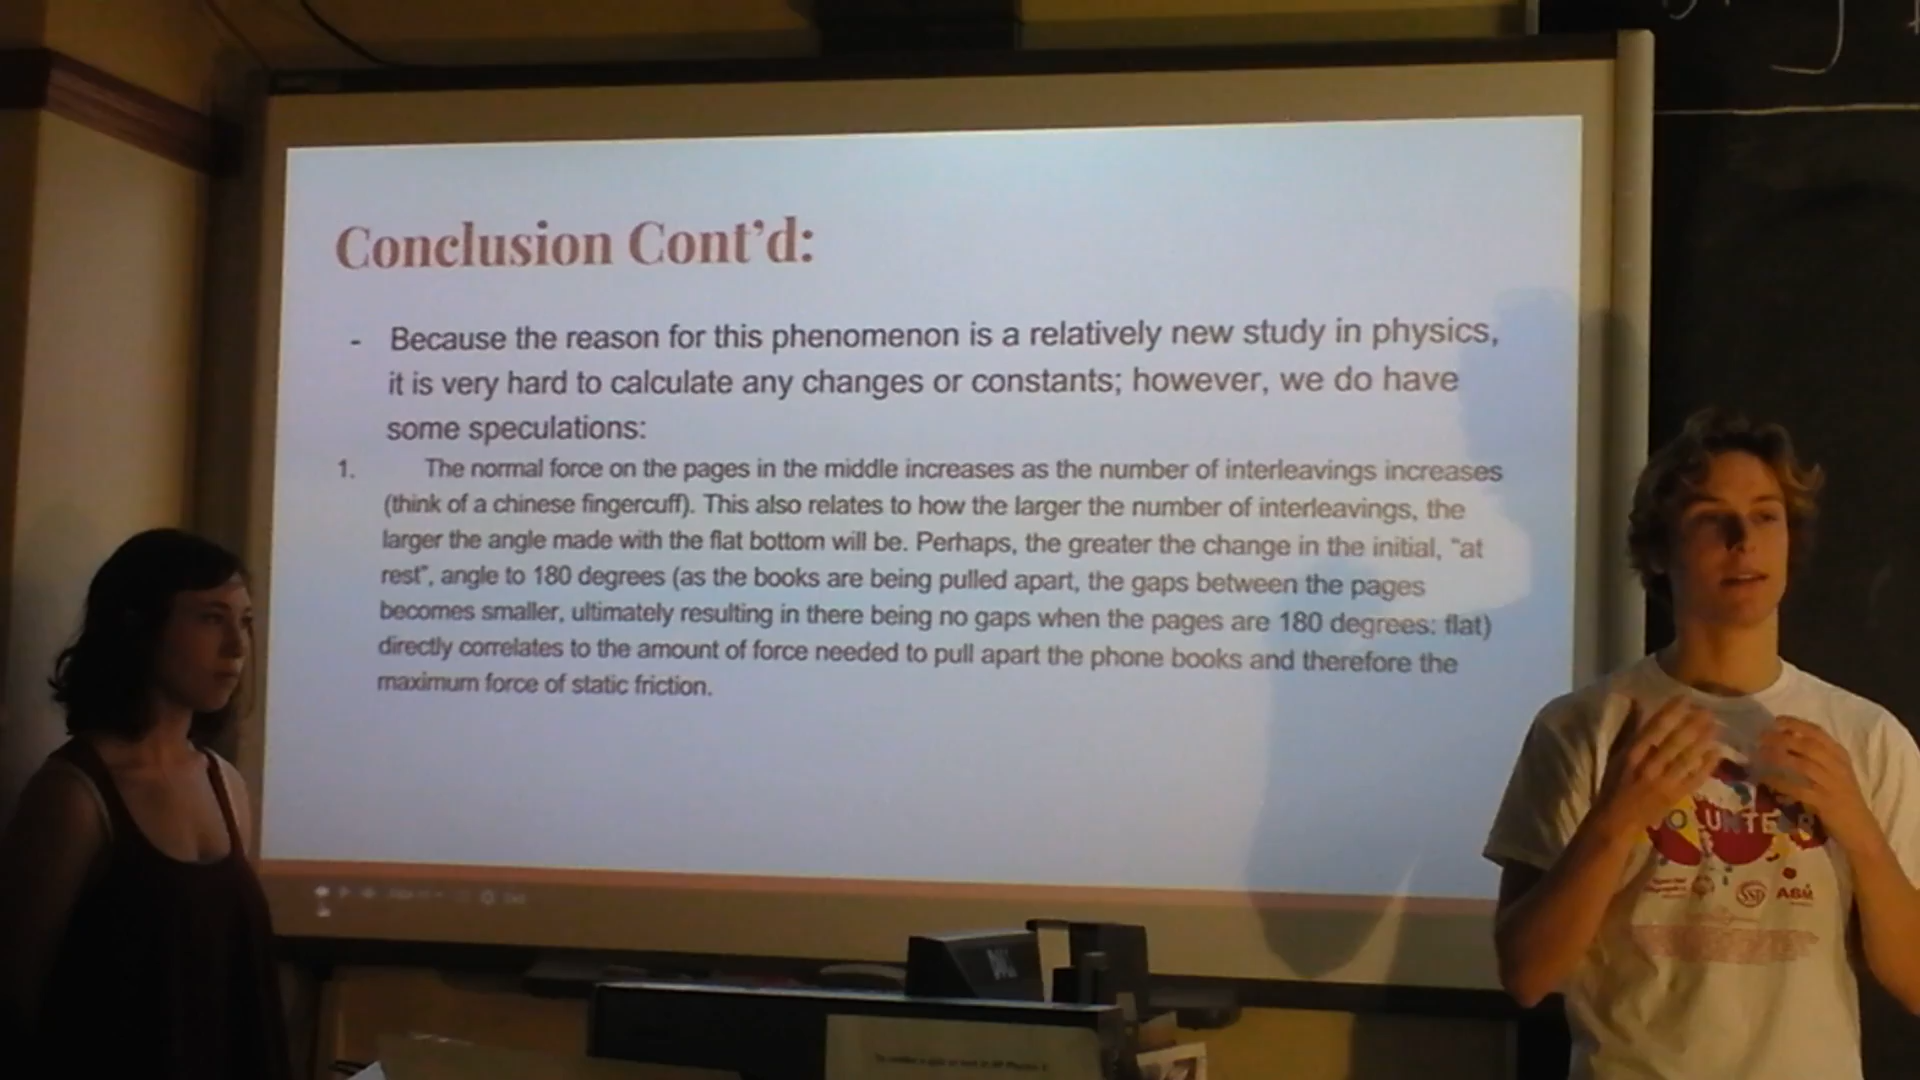 Conclusion Cont'd:
- Because the reason for this phenomenon is a relatively new study in physics,
it is very hard to calculate any changes or constants; however, we do have
some speculations:
1. The normal force on the pages in the middle increases as the number of interleavings increases
(think of a chinese fingercuff). This also relates to how the larger the number of interleavings, the
larger the angle made with the flat bottom will be. Perhaps, the greater the change in the initial, "at
rest", angle to 180 degrees (as the books are being pulled apart, the gaps between the pages
becomes smaller, ultimately resulting in there being no gaps when the pages are 180 degrees: flat)
directly correlates to the amount of force needed to pull apart the phone books and therefore the
maximum force of static friction.
VOLUNTEER
SSD ABM